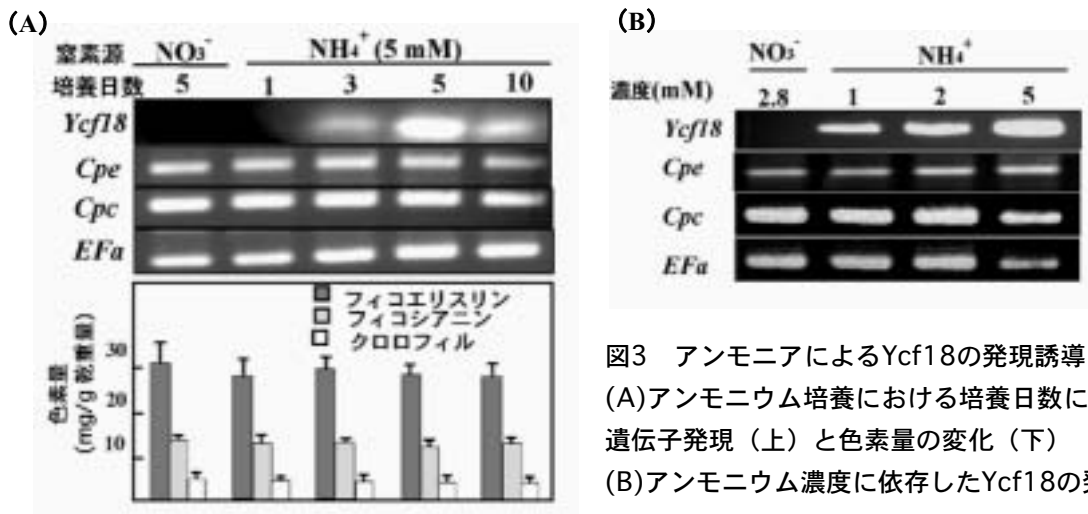 (A)
窒素源 NO₃⁻ NH₄⁺ (5 mM)
培養日数 5 1 3 5 10
Ycf18
Cpe
Cpc
EFa
フィコエリスリン
フィコシアニン
クロロフィル
色素量
(mg/g 乾重量)
30
20
10
(B)
NO₃⁻ NH₄⁺
濃度(mM) 2.8 1 2 5
Ycf18
Cpe
Cpc
EFa
図3 アンモニアによるYcf18の発現誘導
(A)アンモニウム培養における培養日数に
遺伝子発現（上）と色素量の変化（下）
(B)アンモニウム濃度に依存したYcf18の